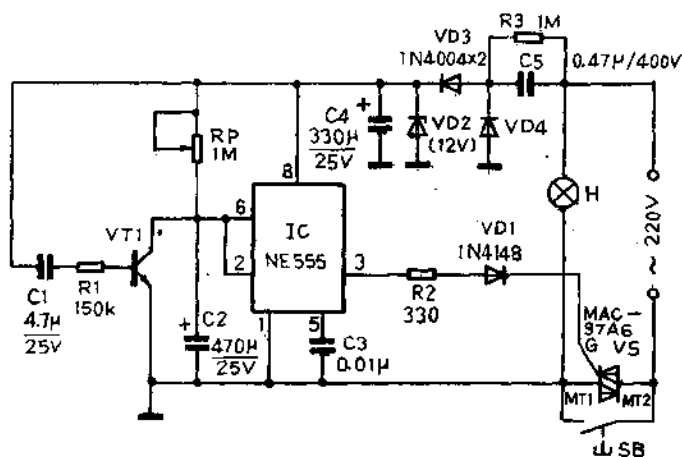 R3 1M
VD3
1N4004×2
C5
0.47μ/400V
C4
330μ
25V
VD2
(12V)
VD4
RP
1M
8
6
IC
NE555
2
3
1
5
VT1
C1
4.7μ
25V
R1
150k
C2
470μ
25V
C3
0.01μ
R2
330
VD1
1N4148
H
~220V
MAC-
97A6
G VS
MT1
MT2
SB